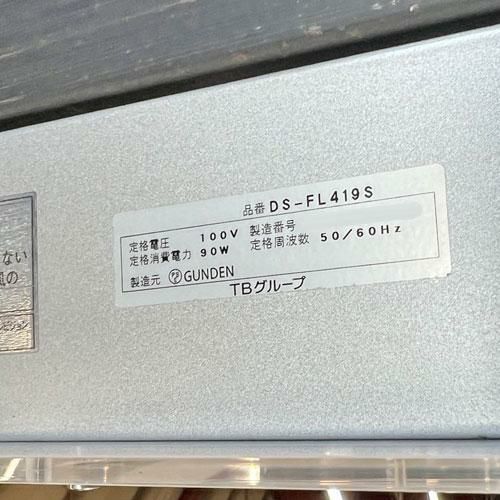 品番 DS-FL419S
定格電圧 100V 製造番号
定格消費電力 90W 定格周波数 50/60Hz
製造元 GUNDEN
TBグループ
ない
風の